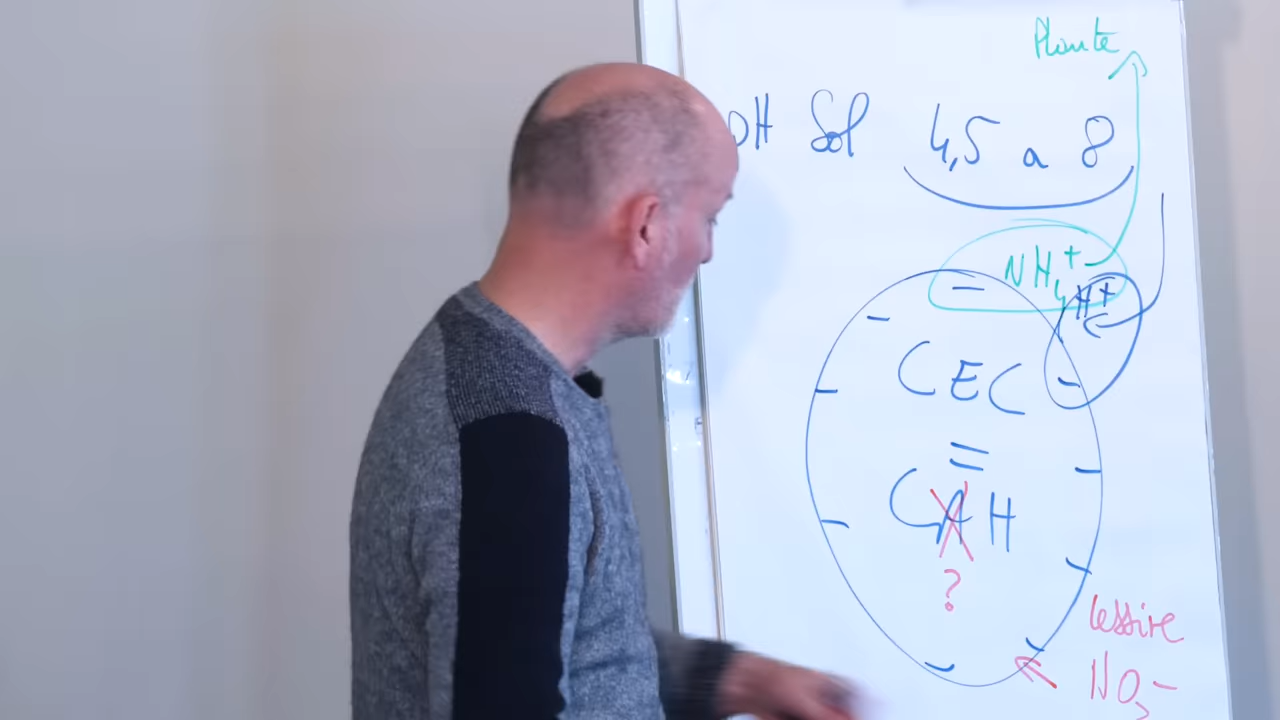 Plante
pH Sol 4,5 a 8
NH4+
H+
CEC
=
CAH
?
lessive
NO3-